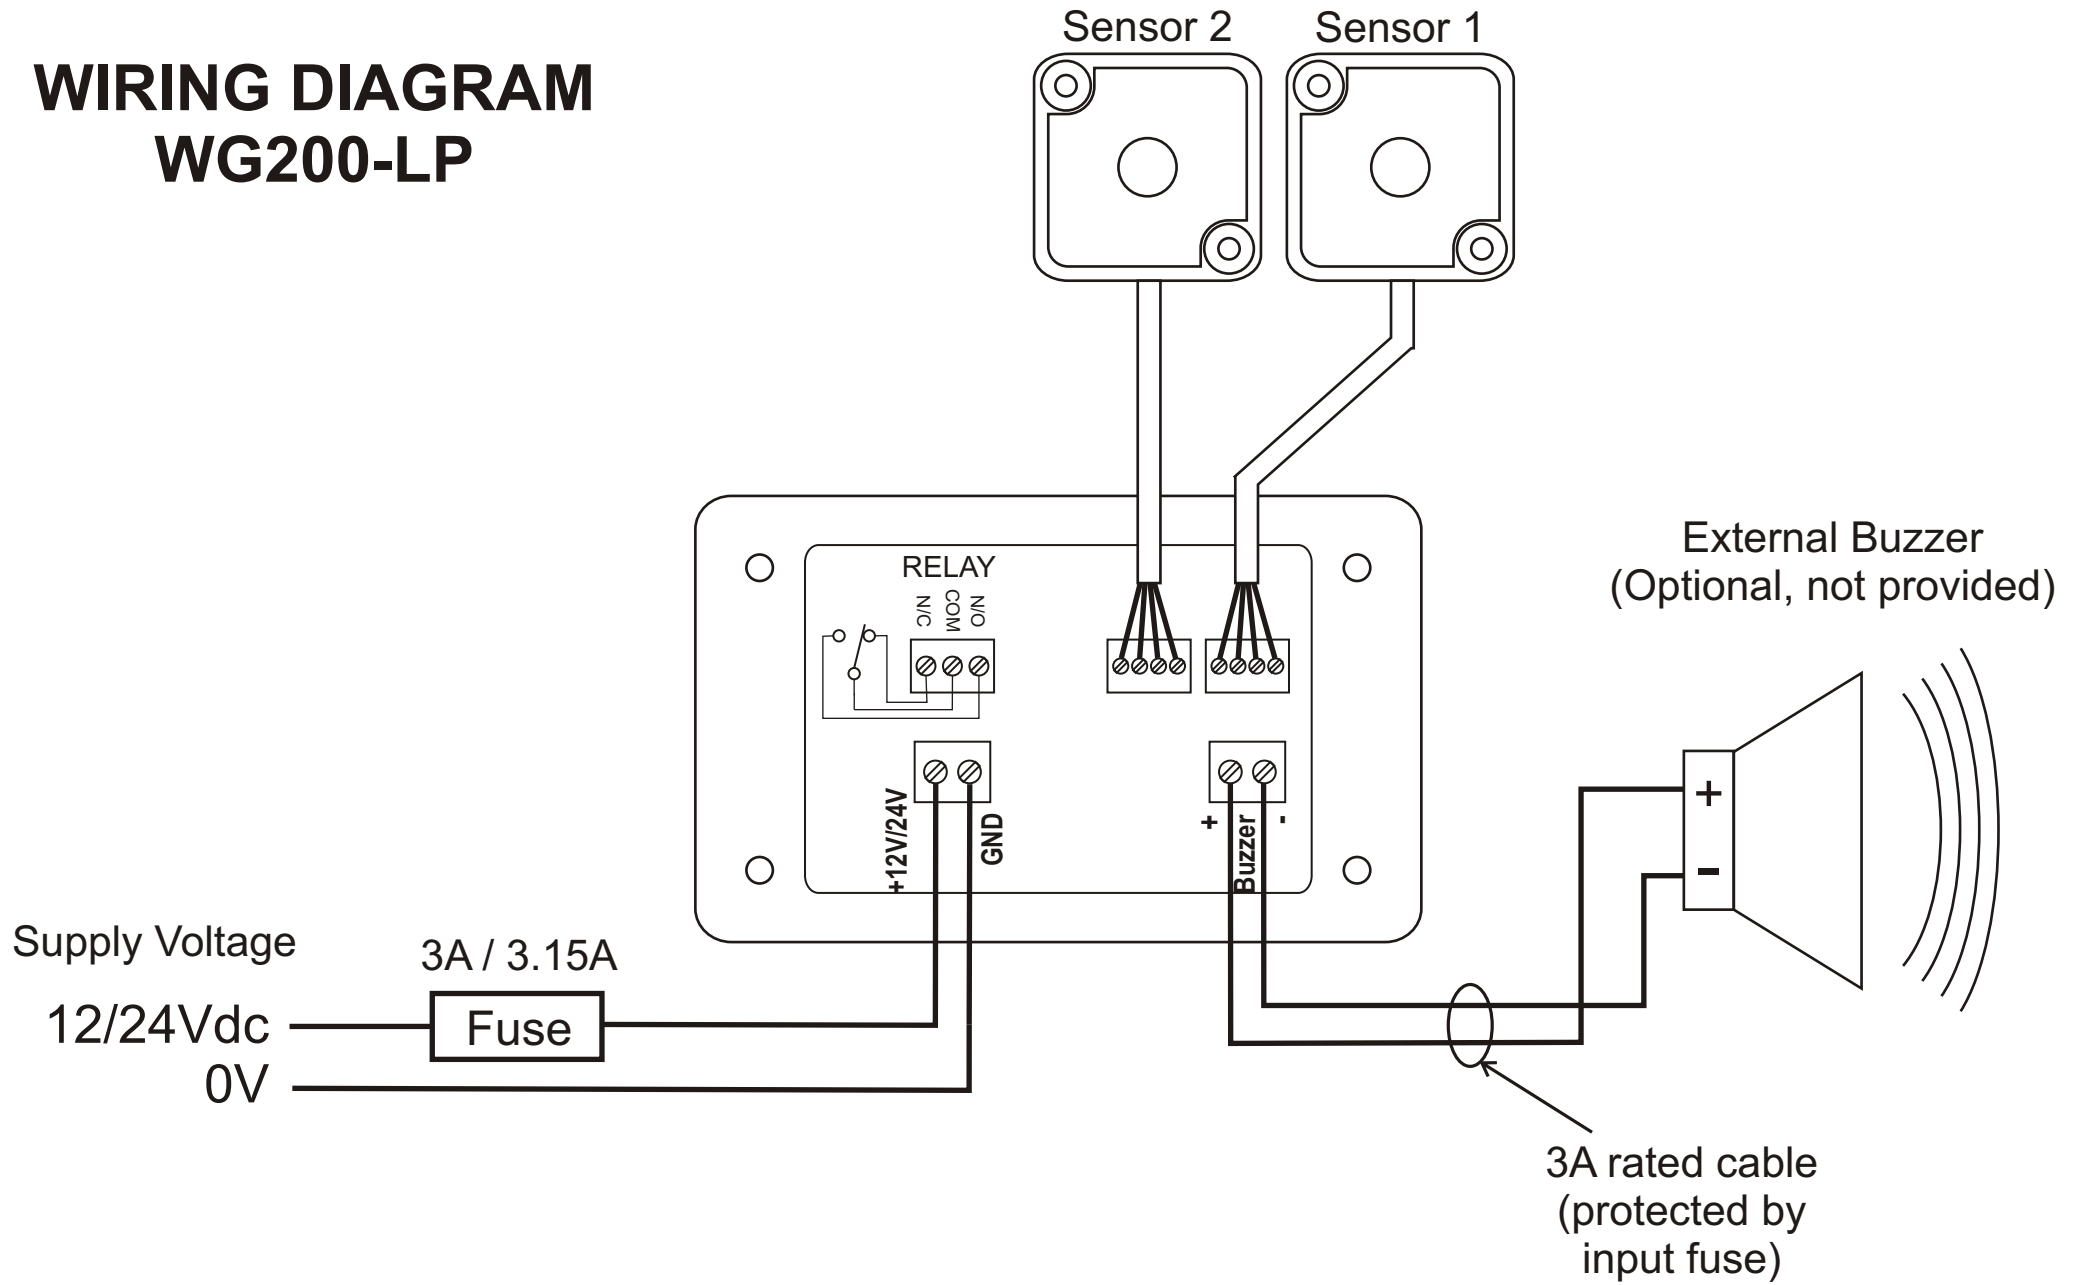 Sensor 2
Sensor 1
WIRING DIAGRAM
WG200-LP
External Buzzer
(Optional, not provided)
RELAY
N/C
COM
N/O
+12V/24V
GND
+
Buzzer
-
+
-
Supply Voltage
3A / 3.15A
12/24Vdc
Fuse
0V
3A rated cable
(protected by
input fuse)